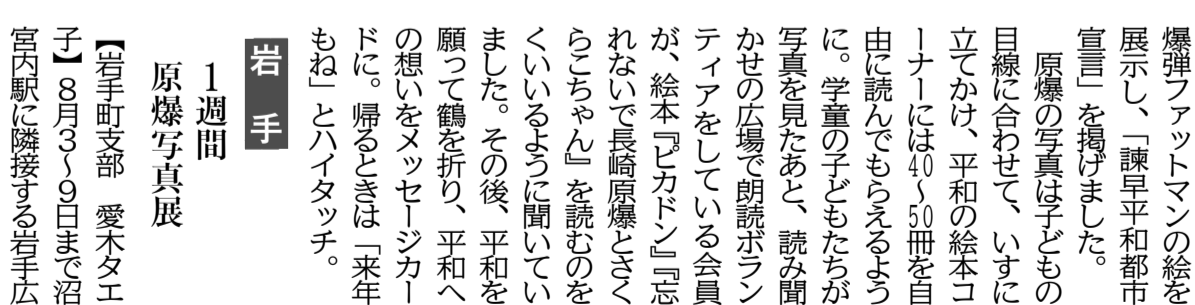 爆弾ファットマンの絵を
展示し、「諫早平和都市
宣言」を掲げました。
　原爆の写真は子どもの
目線に合わせて、いすに
立てかけ、平和の絵本コ
ーナーには40〜50冊を自
由に読んでもらえるよう
に。学童の子どもたちが
写真を見たあと、読み聞
かせの広場で朗読ボラン
ティアをしている会員
が、絵本『ピカドン』『忘
れないで長崎原爆とさく
らこちゃん』を読むのを
くいいるように聞いてい
ました。その後、平和を
願って鶴を折り、平和へ
の想いをメッセージカー
ドに。帰るときは「来年
もね」とハイタッチ。
岩手
1週間
原爆写真展
【岩手町支部　愛木タエ
子】８月３〜９日まで沼
宮内駅に隣接する岩手広